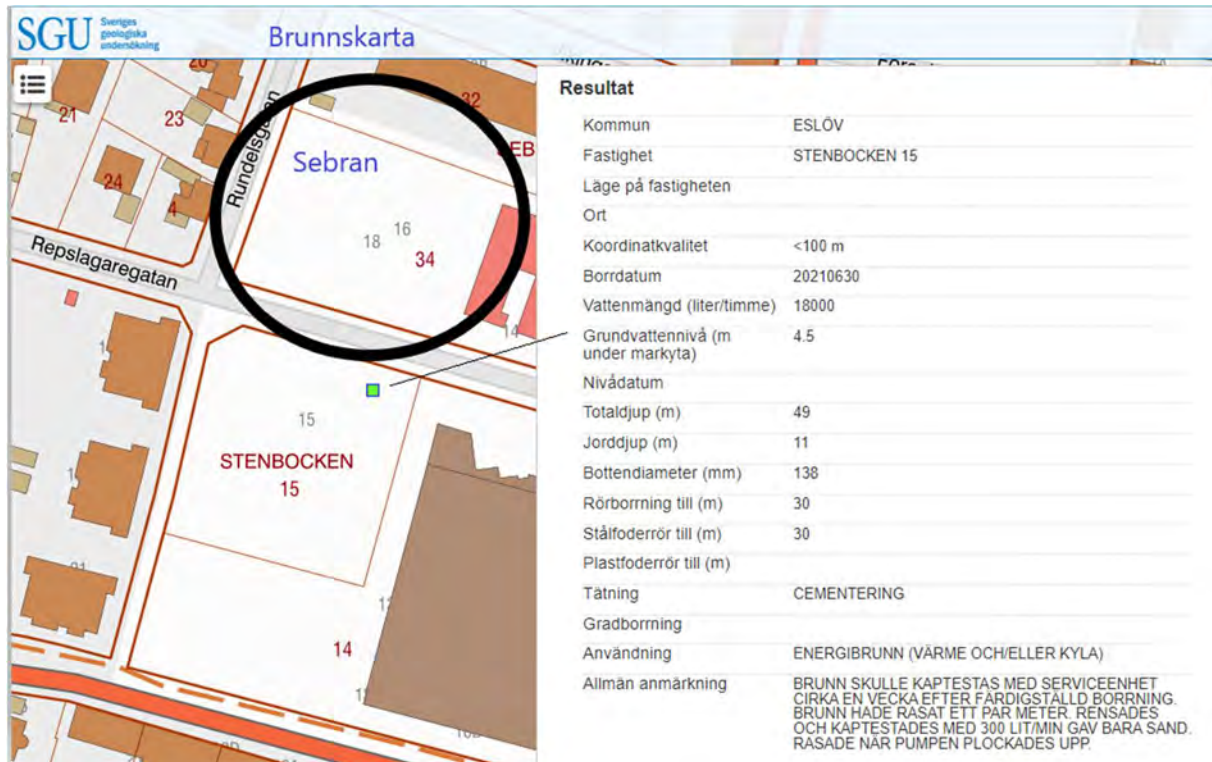 SGU Sveriges
geologiska
undersökning
Brunnskarta
20
21
23
24
4
Rundelsgatan
32
SEB
Sebran
16
18
34
14
Repslagaregatan
15
STENBOCKEN
15
14
Resultat
Kommun ESLÖV
Fastighet STENBOCKEN 15
Läge på fastigheten
Ort
Koordinatkvalitet <100 m
Borrdatum 20210630
Vattenmängd (liter/timme) 18000
Grundvattennivå (m
under markyta) 4.5
Nivådatum
Totaldjup (m) 49
Jorddjup (m) 11
Bottendiameter (mm) 138
Rörborrning till (m) 30
Stålfoderrör till (m) 30
Plastfoderrör till (m)
Tätning CEMENTERING
Gradborrning
Användning ENERGIBRUNN (VÄRME OCH/ELLER KYLA)
Allmän anmärkning BRUNN SKULLE KAPTESTAS MED SERVICEENHET
CIRKA EN VECKA EFTER FÄRDIGSTÄLLD BORRNING.
BRUNN HADE RASAT ETT PAR METER. RENSADES
OCH KAPTESTADES MED 300 LIT/MIN GAV BARA SAND.
RASADE NÄR PUMPEN PLOCKADES UPP.